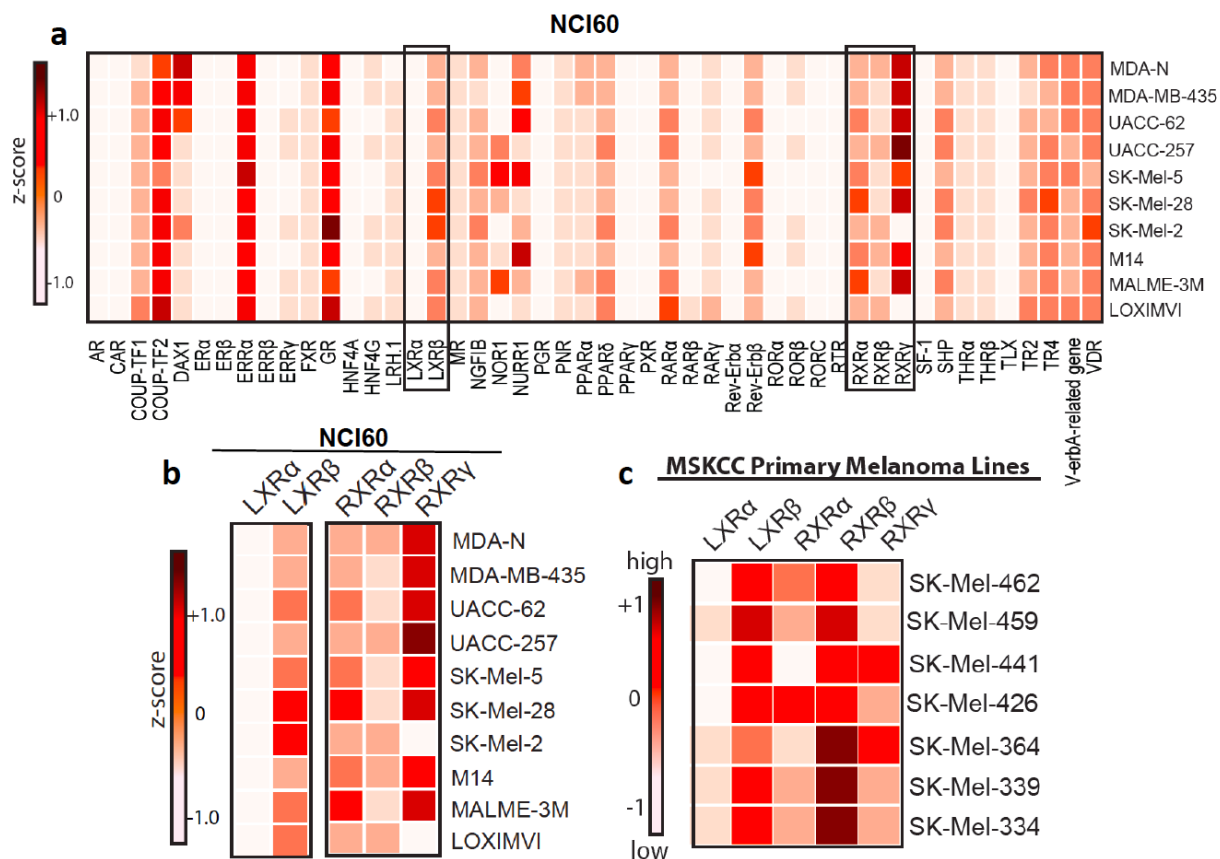 a
NCI60
z-score
+1.0
0
-1.0
MDA-N
MDA-MB-435
UACC-62
UACC-257
SK-Mel-5
SK-Mel-28
SK-Mel-2
M14
MALME-3M
LOXIMVI
AR
CAR
COUP-TF1
COUP-TF2
DAX1
ERα
ERβ
ERRα
ERRβ
ERRγ
FXR
GR
HNF4A
HNF4G
LRH.1
LXRα
LXRβ
MR
NGFIB
NOR1
NURR1
PGR
PNR
PPARα
PPARδ
PPARγ
PXR
RARα
RARβ
RARγ
Rev-Erbα
Rev-Erbβ
RORα
RORβ
RORC
RTR
RXRα
RXRβ
RXRγ
SF-1
SHP
THRα
THRβ
TLX
TR2
TR4
V-erbA-related gene
VDR
b
NCI60
LXRα
LXRβ
RXRα
RXRβ
RXRγ
z-score
+1.0
0
-1.0
MDA-N
MDA-MB-435
UACC-62
UACC-257
SK-Mel-5
SK-Mel-28
SK-Mel-2
M14
MALME-3M
LOXIMVI
c
MSKCC Primary Melanoma Lines
LXRα
LXRβ
RXRα
RXRβ
RXRγ
high
+1
0
-1
low
SK-Mel-462
SK-Mel-459
SK-Mel-441
SK-Mel-426
SK-Mel-364
SK-Mel-339
SK-Mel-334